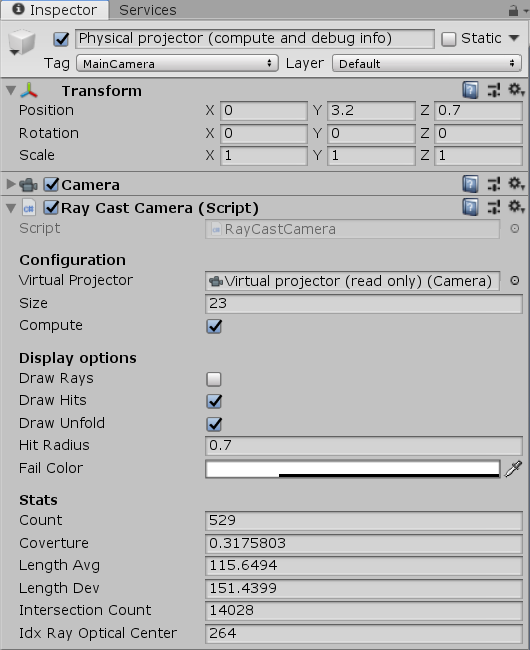 Inspector Services
Physical projector (compute and debug info) Static
Tag MainCamera Layer Default
Transform
Position X 0 Y 3.2 Z 0.7
Rotation X 0 Y 0 Z 0
Scale X 1 Y 1 Z 1
Camera
c# Ray Cast Camera (Script)
Script RayCastCamera
Configuration
Virtual Projector Virtual projector (read only) (Camera)
Size 23
Compute
Display options
Draw Rays
Draw Hits
Draw Unfold
Hit Radius 0.7
Fail Color
Stats
Count 529
Coverture 0.3175803
Length Avg 115.6494
Length Dev 151.4399
Intersection Count 14028
Idx Ray Optical Center 264